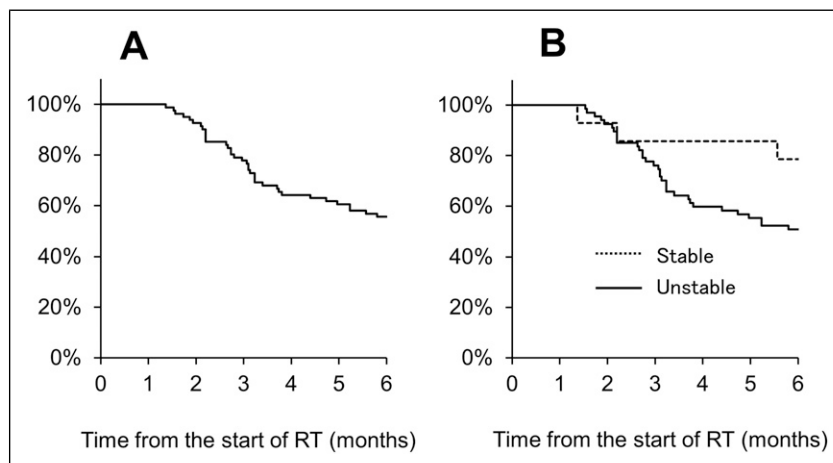 A
100%
80%
60%
40%
20%
0%
0 1 2 3 4 5 6
Time from the start of RT (months)
B
100%
80%
60%
40%
20%
0%
Stable
Unstable
0 1 2 3 4 5 6
Time from the start of RT (months)